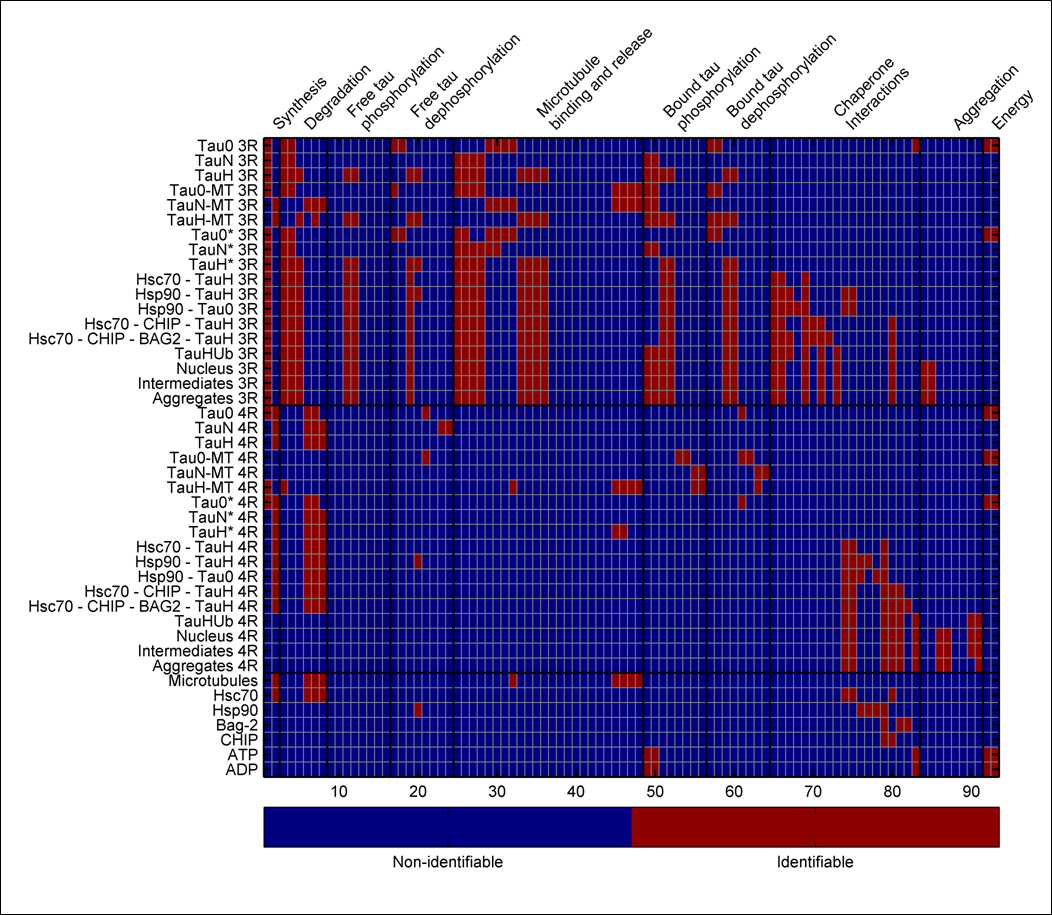 Synthesis
Degradation
Free tau
phosphorylation
Free tau
dephosphorylation
Microtubule
binding and release
Bound tau
phosphorylation
Bound tau
dephosphorylation
Chaperone
Interactions
Aggregation
Energy
Tau0 3R
TauN 3R
TauH 3R
Tau0-MT 3R
TauN-MT 3R
TauH-MT 3R
Tau0* 3R
TauN* 3R
TauH* 3R
Hsc70 - TauH 3R
Hsp90 - TauH 3R
Hsp90 - Tau0 3R
Hsc70 - CHIP - TauH 3R
Hsc70 - CHIP - BAG2 - TauH 3R
TauHUb 3R
Nucleus 3R
Intermediates 3R
Aggregates 3R
Tau0 4R
TauN 4R
TauH 4R
Tau0-MT 4R
TauN-MT 4R
TauH-MT 4R
Tau0* 4R
TauN* 4R
TauH* 4R
Hsc70 - TauH 4R
Hsp90 - TauH 4R
Hsp90 - Tau0 4R
Hsc70 - CHIP - TauH 4R
Hsc70 - CHIP - BAG2 - TauH 4R
TauHUb 4R
Nucleus 4R
Intermediates 4R
Aggregates 4R
Microtubules
Hsc70
Hsp90
Bag-2
CHIP
ATP
ADP
10 20 30 40 50 60 70 80 90
Non-identifiable Identifiable